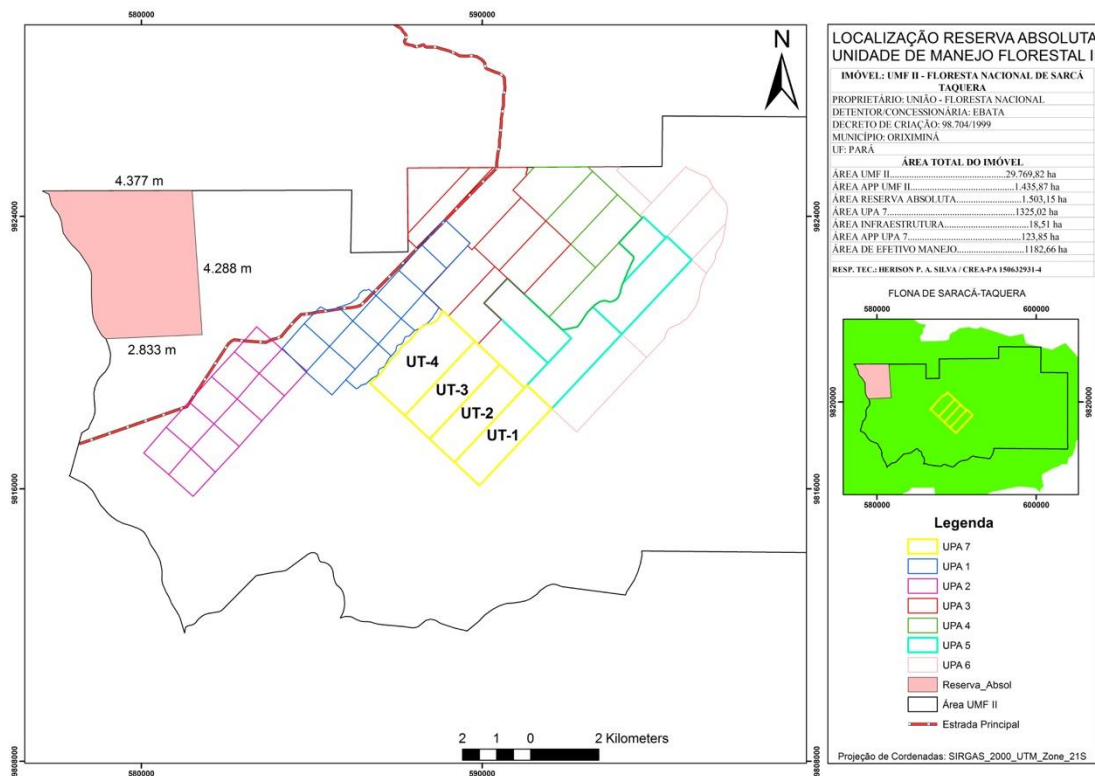 580000
590000
N
4.377 m
9824000
9824000
4.288 m
2.833 m
UT-4
UT-3
UT-2
UT-1
9816000
9816000
2 1 0 2 Kilometers
9808000
9808000
580000
590000
LOCALIZAÇÃO RESERVA ABSOLUTA
UNIDADE DE MANEJO FLORESTAL I
IMÓVEL: UMF II - FLORESTA NACIONAL DE SARCÁ
TAQUERA
PROPRIETÁRIO: UNIÃO - FLORESTA NACIONAL
DETENTOR/CONCESSIONÁRIA: EBATA
DECRETO DE CRIAÇÃO: 98.704/1999
MUNICÍPIO: ORIXIMINÁ
UF: PARÁ
ÁREA TOTAL DO IMÓVEL
ÁREA UMF II............................................29.769,82 ha
ÁREA APP UMF II......................................1.435,87 ha
ÁREA RESERVA ABSOLUTA......................1.503,15 ha
ÁREA UPA 7...............................................1325,02 ha
ÁREA INFRAESTRUTURA..............................18,51 ha
ÁREA APP UPA 7..........................................123,85 ha
ÁREA DE EFETIVO MANEJO.....................1182,66 ha
RESP. TEC.: HERISON P. A. SILVA / CREA-PA 150632931-4
FLONA DE SARACÁ-TAQUERA
580000
600000
9820000
9820000
580000
600000
Legenda
UPA 7
UPA 1
UPA 2
UPA 3
UPA 4
UPA 5
UPA 6
Reserva_Absol
Área UMF II
Estrada Principal
Projeção de Cordenadas: SIRGAS_2000_UTM_Zone_21S